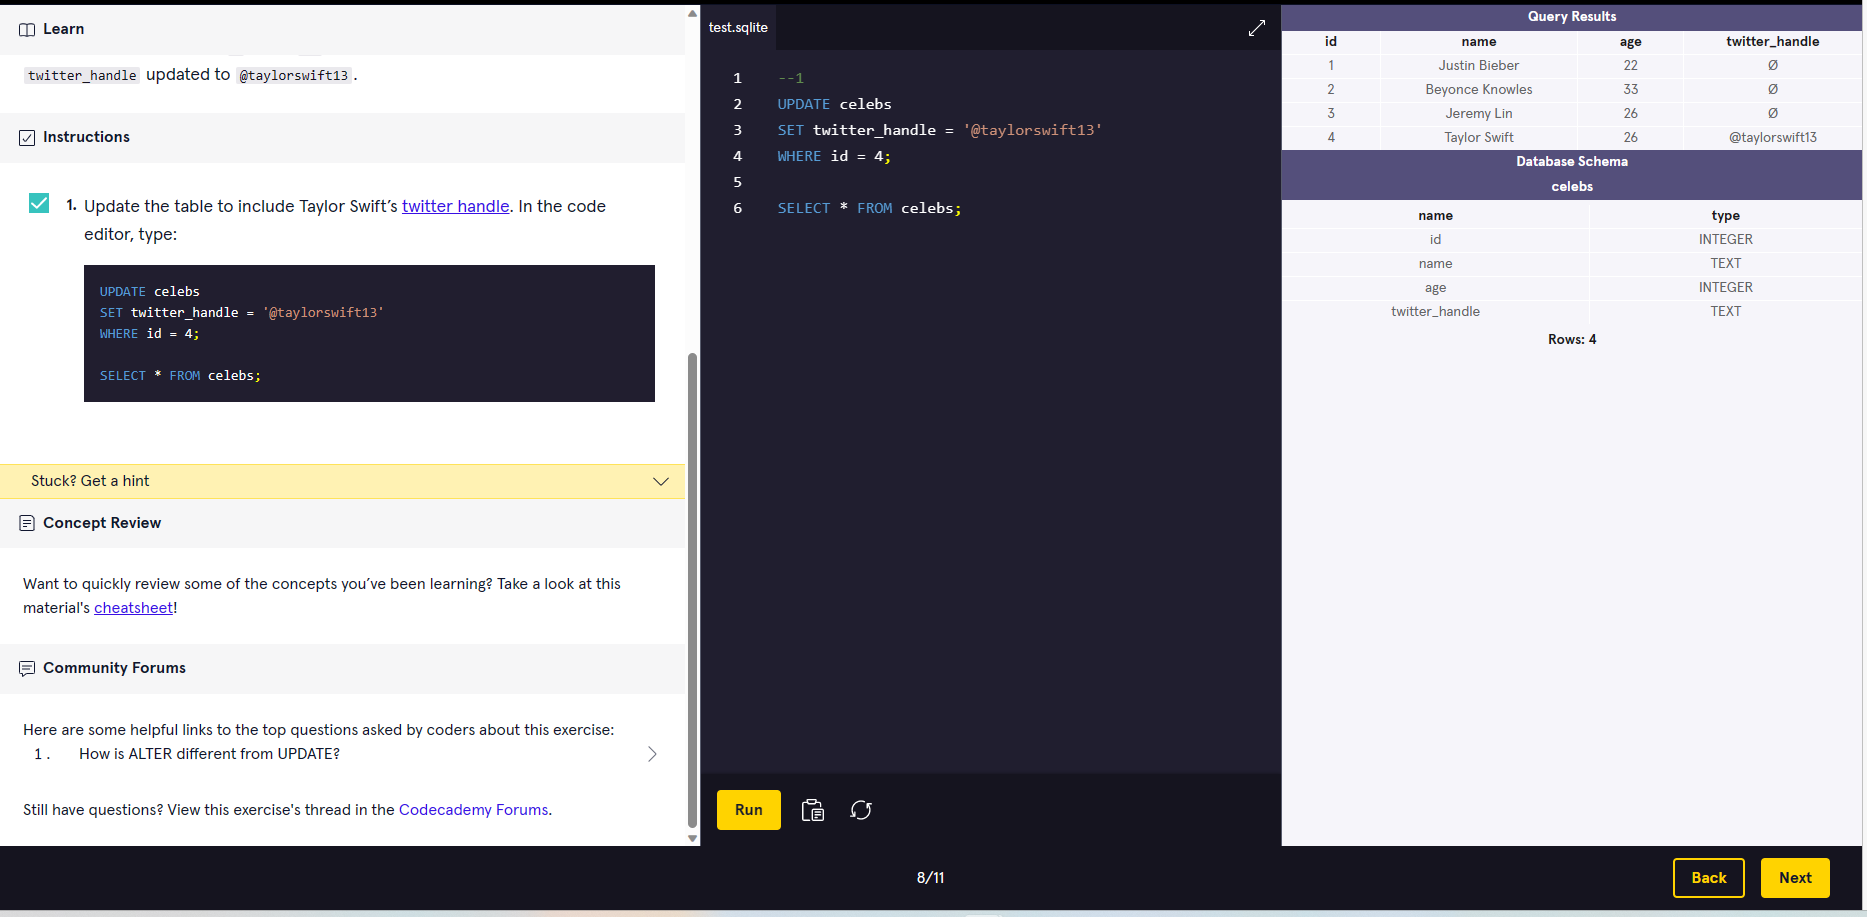 Learn
twitter_handle updated to @taylorswift13.
Instructions
1. Update the table to include Taylor Swift’s twitter handle. In the code
editor, type:
UPDATE celebs
SET twitter_handle = '@taylorswift13'
WHERE id = 4;
SELECT * FROM celebs;
Stuck? Get a hint
Concept Review
Want to quickly review some of the concepts you’ve been learning? Take a look at this
material's cheatsheet!
Community Forums
Here are some helpful links to the top questions asked by coders about this exercise:
1. How is ALTER different from UPDATE?
Still have questions? View this exercise's thread in the Codecademy Forums.
test.sqlite
1 --1
2 UPDATE celebs
3 SET twitter_handle = '@taylorswift13'
4 WHERE id = 4;
5
6 SELECT * FROM celebs;
Run
Query Results
id name age twitter_handle
1 Justin Bieber 22 Ø
2 Beyonce Knowles 33 Ø
3 Jeremy Lin 26 Ø
4 Taylor Swift 26 @taylorswift13
Database Schema
celebs
name type
id INTEGER
name TEXT
age INTEGER
twitter_handle TEXT
Rows: 4
8/11
Back
Next